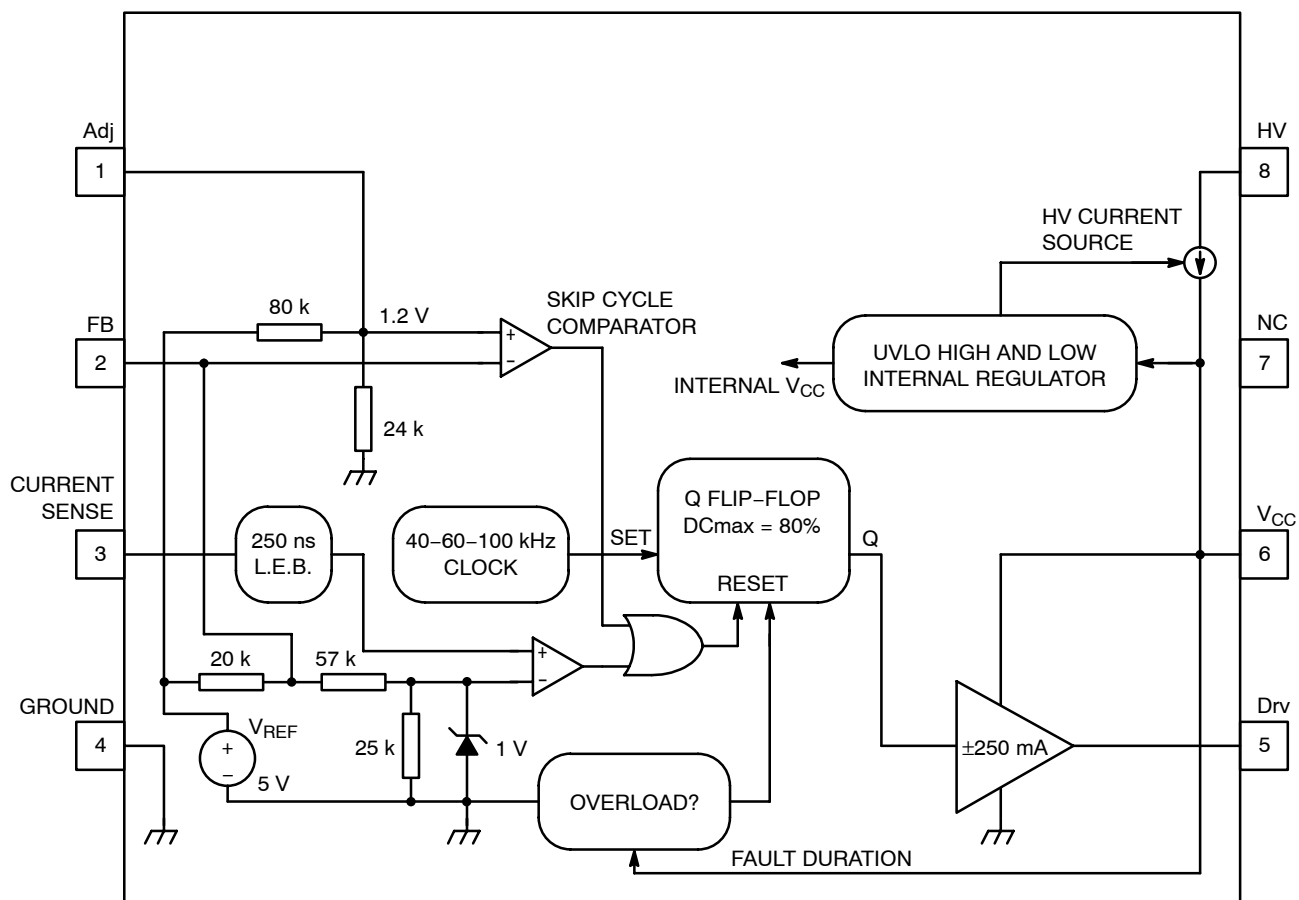 Adj
1
HV
8
HV CURRENT
SOURCE
80 k
1.2 V
SKIP CYCLE
COMPARATOR
FB
2
+
−
NC
7
UVLO HIGH AND LOW
INTERNAL REGULATOR
INTERNAL VCC
24 k
CURRENT
SENSE
3
250 ns
L.E.B.
40−60−100 kHz
CLOCK
SET
Q FLIP−FLOP
DCmax = 80%
RESET
Q
VCC
6
20 k
57 k
+
−
GROUND
4
VREF
+
−
5 V
25 k
1 V
OVERLOAD?
±250 mA
Drv
5
FAULT DURATION